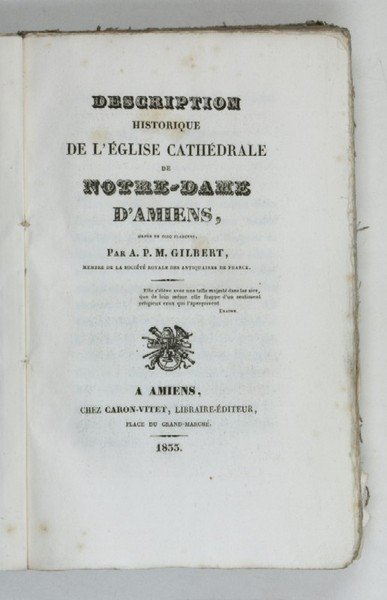 DESCRIPTION
HISTORIQUE
DE L'ÉGLISE CATHÉDRALE
DE
NOTRE-DAME
D'AMIENS,
ORNÉE DE CINQ PLANCHES,
PAR A. P. M. GILBERT,
MEMBRE DE LA SOCIÉTÉ ROYALE DES ANTIQUAIRES DE FRANCE.
Elle s'élève avec une telle majesté dans les airs,
que de loin même elle frappe d'un sentiment
religieux ceux qui l'aperçoivent
A AMIENS,
CHEZ CARON-VITET, LIBRAIRE-ÉDITEUR,
PLACE DU GRAND-MARCHÉ.
1833.